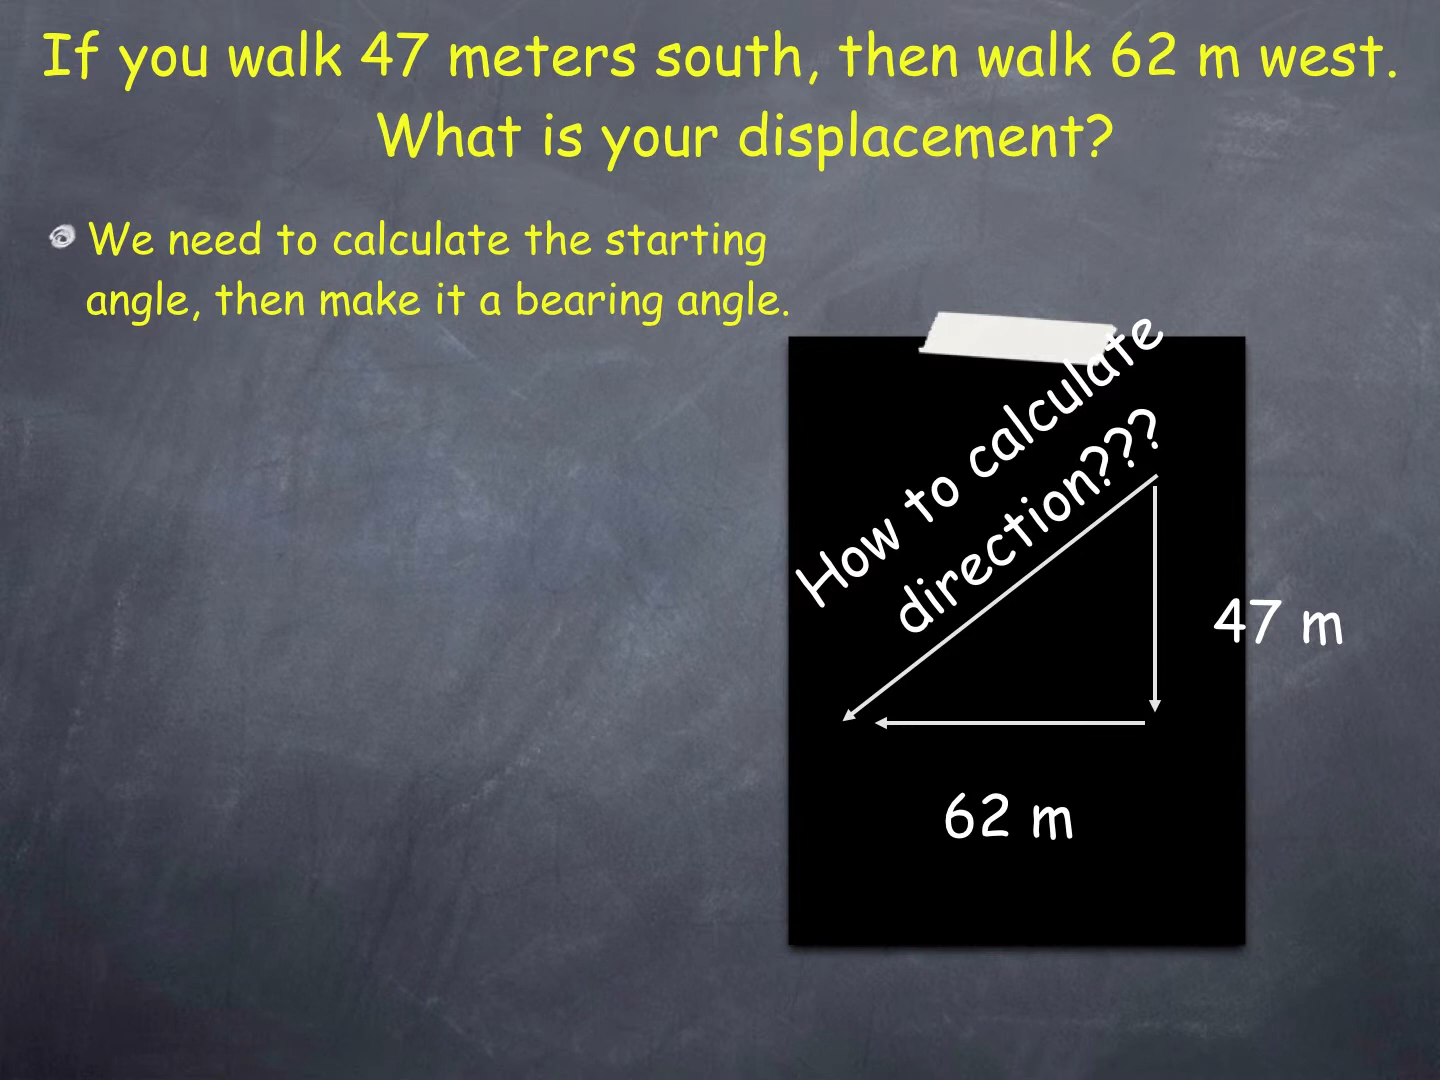 If you walk 47 meters south, then walk 62 m west.
What is your displacement?
We need to calculate the starting
angle, then make it a bearing angle.
How to calculate
direction???
47 m
62 m